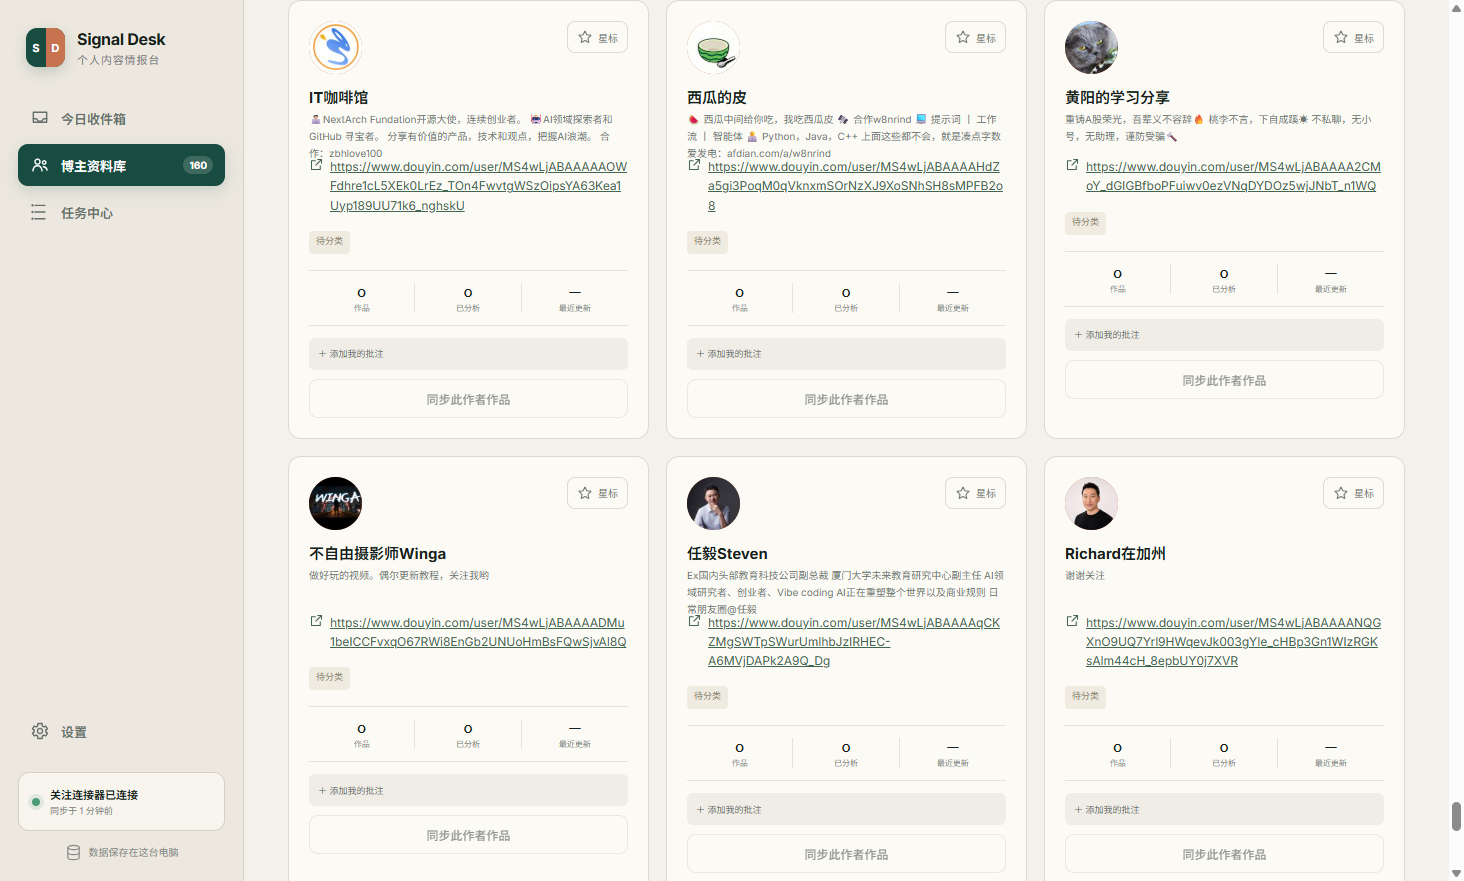 S D
Signal Desk
个人内容情报台
今日收件箱
博主资料库 160
任务中心
设置
关注连接器已连接
同步于 1 分钟前
数据保存在这台电脑
星标
IT咖啡馆
NextArch Fundation开源大使，连续创业者。 AI领域探索者和
GitHub 寻宝者。 分享有价值的产品，技术和观点，把握AI浪潮。 合
作：zbhlove100
https://www.douyin.com/user/MS4wLjABAAAAAOW
Fdhre1cL5XEk0LrEz_TOn4FwvtgWSzOipsYA63Kea1
Uyp189UU71k6_nghskU
待分类
0 0 —
作品 已分析 最近更新
+ 添加我的批注
同步此作者作品
星标
西瓜的皮
西瓜中间给你吃，我吃西瓜皮 合作w8nrind 提示词 | 工作
流 | 智能体 Python，Java，C++ 上面这些都不会，就是凑点字数
爱发电：afdian.com/a/w8nrind
https://www.douyin.com/user/MS4wLjABAAAAHdZ
a5gi3PoqM0qVknxmSOrNzXJ9XoSNhSH8sMPFB2o
8
待分类
0 0 —
作品 已分析 最近更新
+ 添加我的批注
同步此作者作品
星标
黄阳的学习分享
重铸A股荣光，吾辈义不容辞 桃李不言，下自成蹊 不私聊，无小
号，无助理，谨防受骗
https://www.douyin.com/user/MS4wLjABAAAA2CM
oY_dGIGBfboPFuiwv0ezVNqDYDOz5wjJNbT_n1WQ
待分类
0 0 —
作品 已分析 最近更新
+ 添加我的批注
同步此作者作品
WINGA
星标
不自由摄影师Winga
做好玩的视频。偶尔更新教程，关注我哟
https://www.douyin.com/user/MS4wLjABAAAADMu
1beICCFvxqO67RWi8EnGb2UNUoHmBsFQwSjvAl8Q
待分类
0 0 —
作品 已分析 最近更新
+ 添加我的批注
同步此作者作品
星标
任毅Steven
Ex国内头部教育科技公司副总裁 厦门大学未来教育研究中心副主任 AI领
域研究者、创业者、Vibe coding AI正在重塑整个世界以及商业规则 日
常朋友圈@任毅
https://www.douyin.com/user/MS4wLjABAAAAqCK
ZMgSWTpSWurUmlhbJzIRHEC-
A6MVjDAPk2A9Q_Dg
待分类
0 0 —
作品 已分析 最近更新
+ 添加我的批注
同步此作者作品
星标
Richard在加州
谢谢关注
https://www.douyin.com/user/MS4wLjABAAAANQG
XnO9UQ7YrI9HWqevJk003gYle_cHBp3Gn1WIzRGK
sAlm44cH_8epbUY0j7XVR
待分类
0 0 —
作品 已分析 最近更新
+ 添加我的批注
同步此作者作品